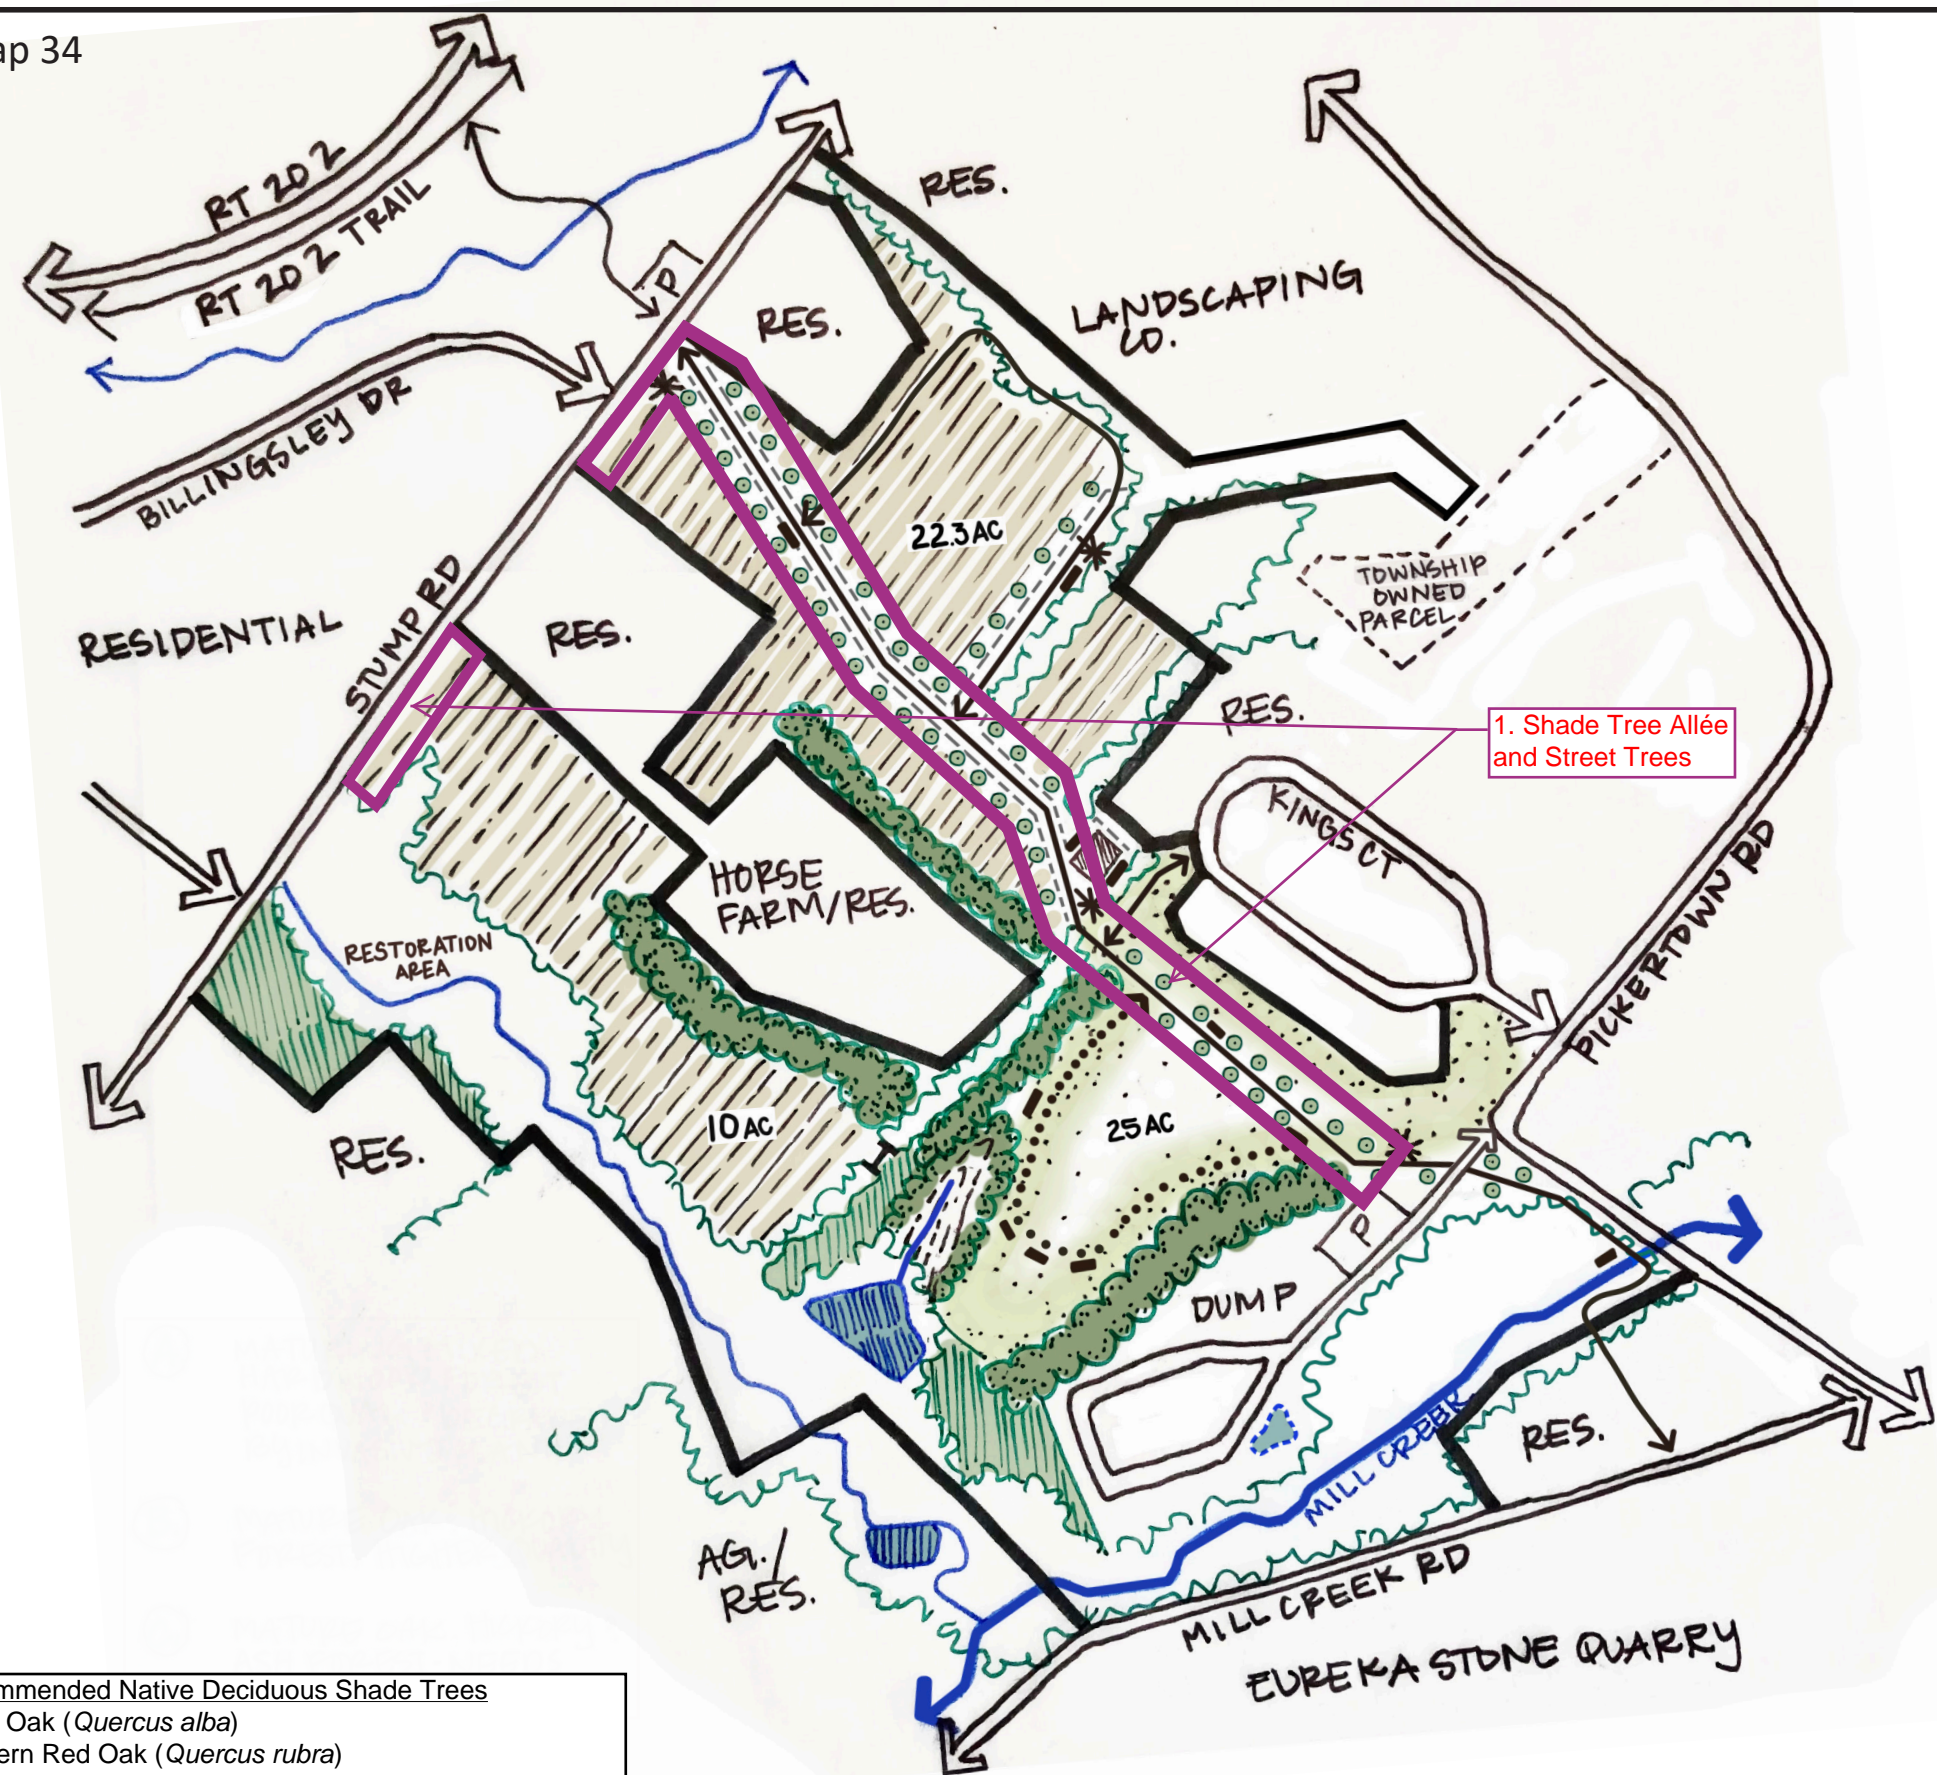 ap 34
RT 202
RT 202 TRAIL
P
RES.
RES.
LANDSCAPING
CO.
BILLINGSLEY DR
22.3 AC
TOWNSHIP
OWNED
PARCEL
STUMP RD
RESIDENTIAL
RES.
RES.
1. Shade Tree Allée
and Street Trees
KINGS CT
HORSE
FARM/RES.
PICKERTOWN RD
RESTORATION
AREA
10 AC
25 AC
RES.
P
DUMP
MILL CREEK
RES.
AG./
RES.
MILL CREEK RD
EUREKA STONE QUARRY
mmended Native Deciduous Shade Trees
Oak (Quercus alba)
ern Red Oak (Quercus rubra)